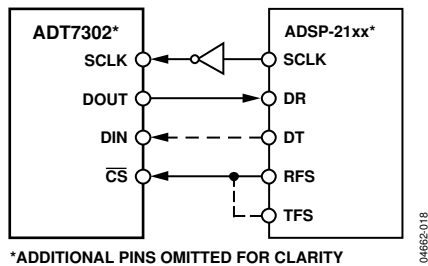 ADT7302*
ADSP-21xx*
SCLK
SCLK
DOUT
DR
DIN
DT
CS
RFS
TFS
*ADDITIONAL PINS OMITTED FOR CLARITY
04662-018